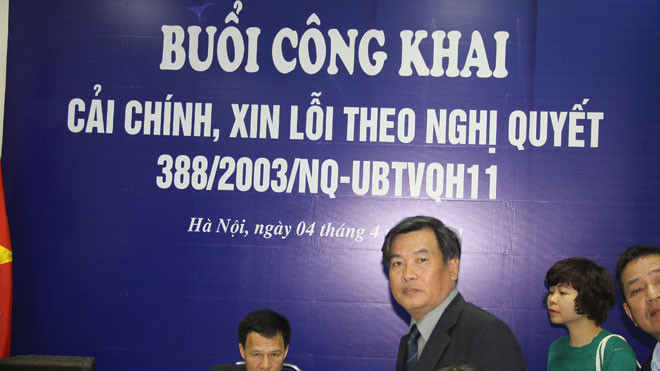 BUỔI CÔNG KHAI
CẢI CHÍNH, XIN LỖI THEO NGHỊ QUYẾT
388/2003/NQ-UBTVQH11
Hà Nội, ngày 04 tháng 4